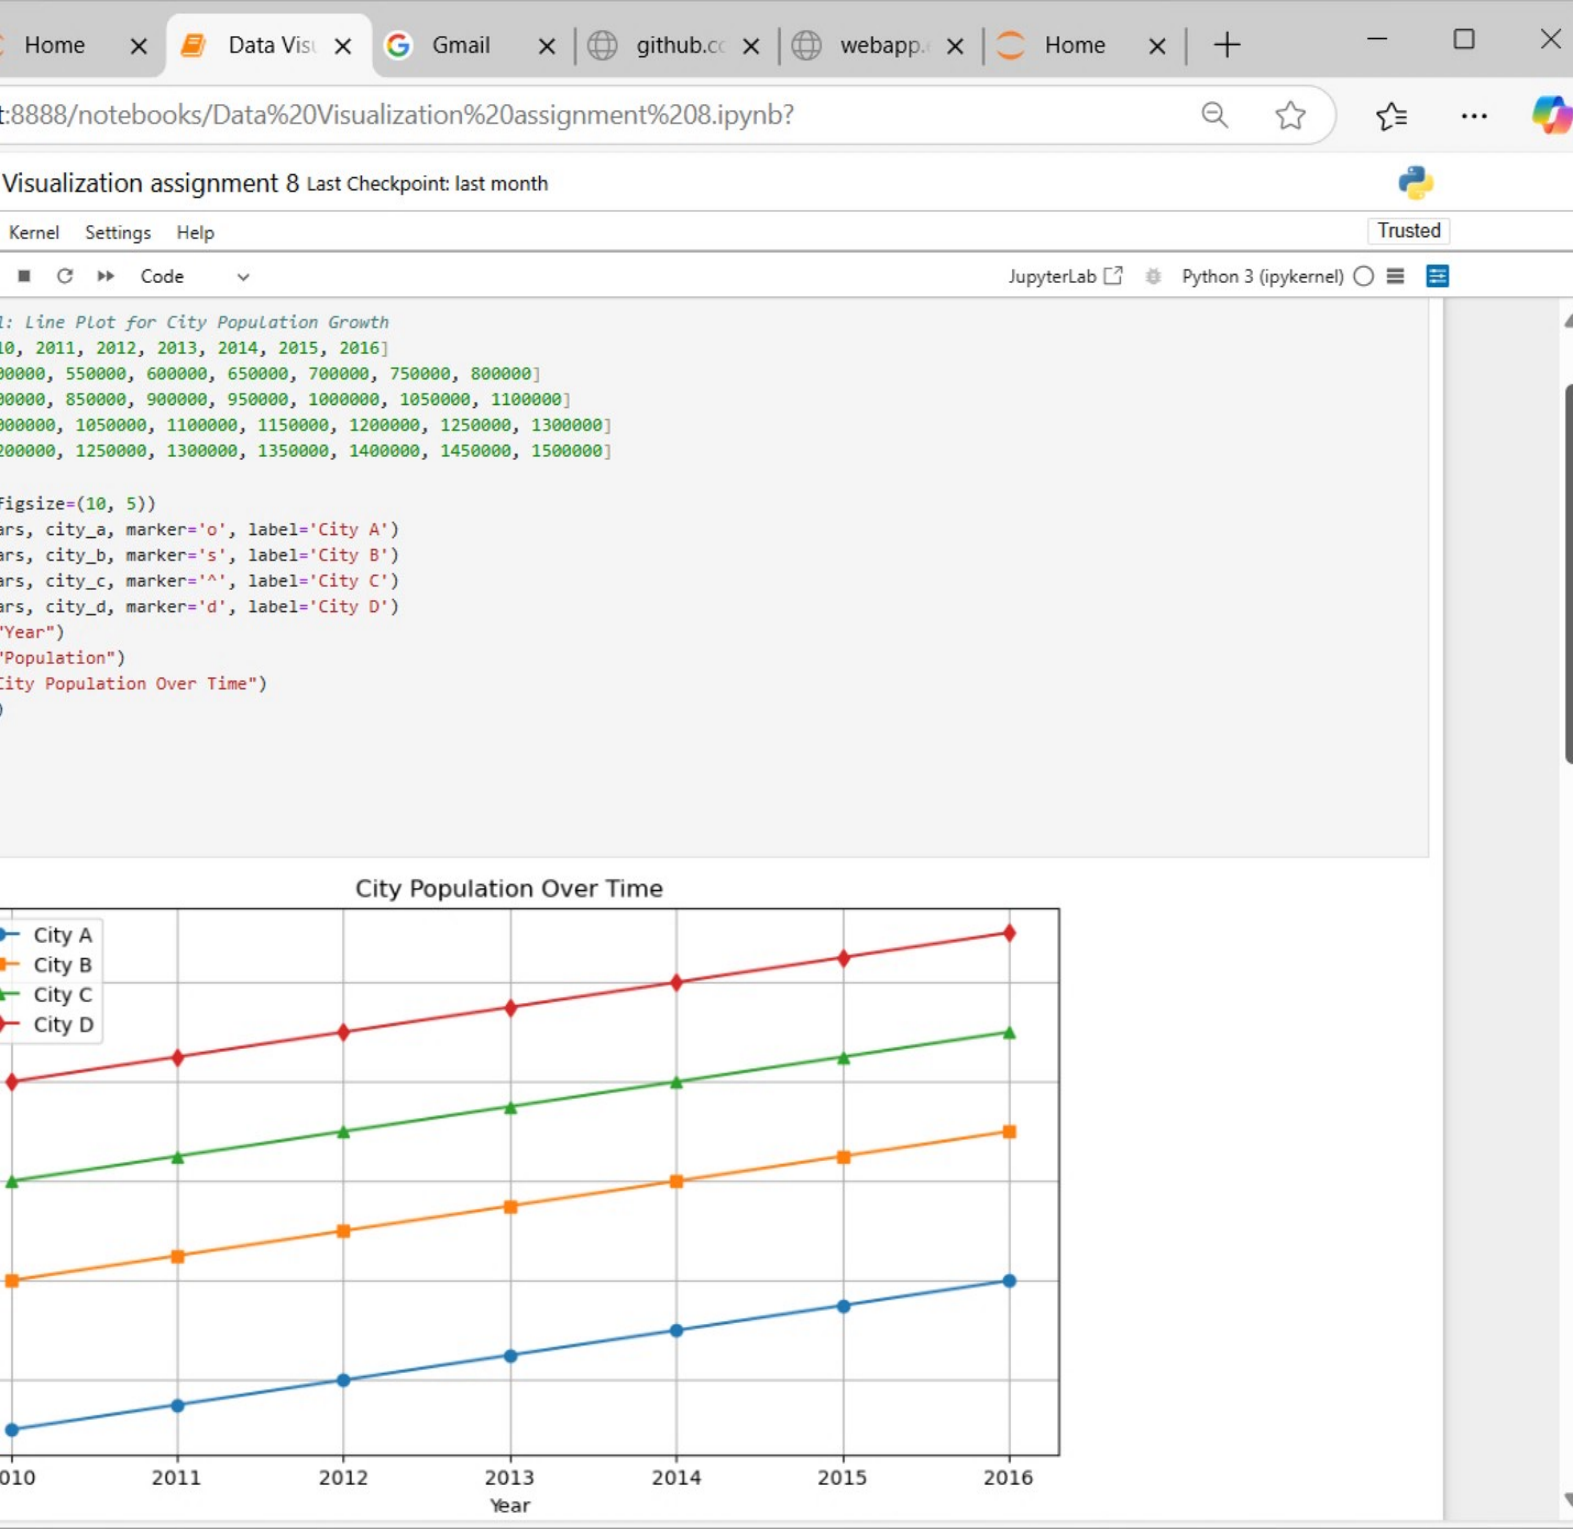 Home
Data Vis
Gmail
github.cc
webapp.
Home
t:8888/notebooks/Data%20Visualization%20assignment%208.ipynb?
Visualization assignment 8 Last Checkpoint: last month
Kernel Settings Help
Trusted
Code
JupyterLab
Python 3 (ipykernel)
1: Line Plot for City Population Growth
10, 2011, 2012, 2013, 2014, 2015, 2016]
00000, 550000, 600000, 650000, 700000, 750000, 800000]
00000, 850000, 900000, 950000, 1000000, 1050000, 1100000]
000000, 1050000, 1100000, 1150000, 1200000, 1250000, 1300000]
200000, 1250000, 1300000, 1350000, 1400000, 1450000, 1500000]
figsize=(10, 5))
ars, city_a, marker='o', label='City A')
ars, city_b, marker='s', label='City B')
ars, city_c, marker='^', label='City C')
ars, city_d, marker='d', label='City D')
"Year")
"Population")
City Population Over Time")
)
City Population Over Time
City A
City B
City C
City D
010 2011 2012 2013 2014 2015 2016
Year